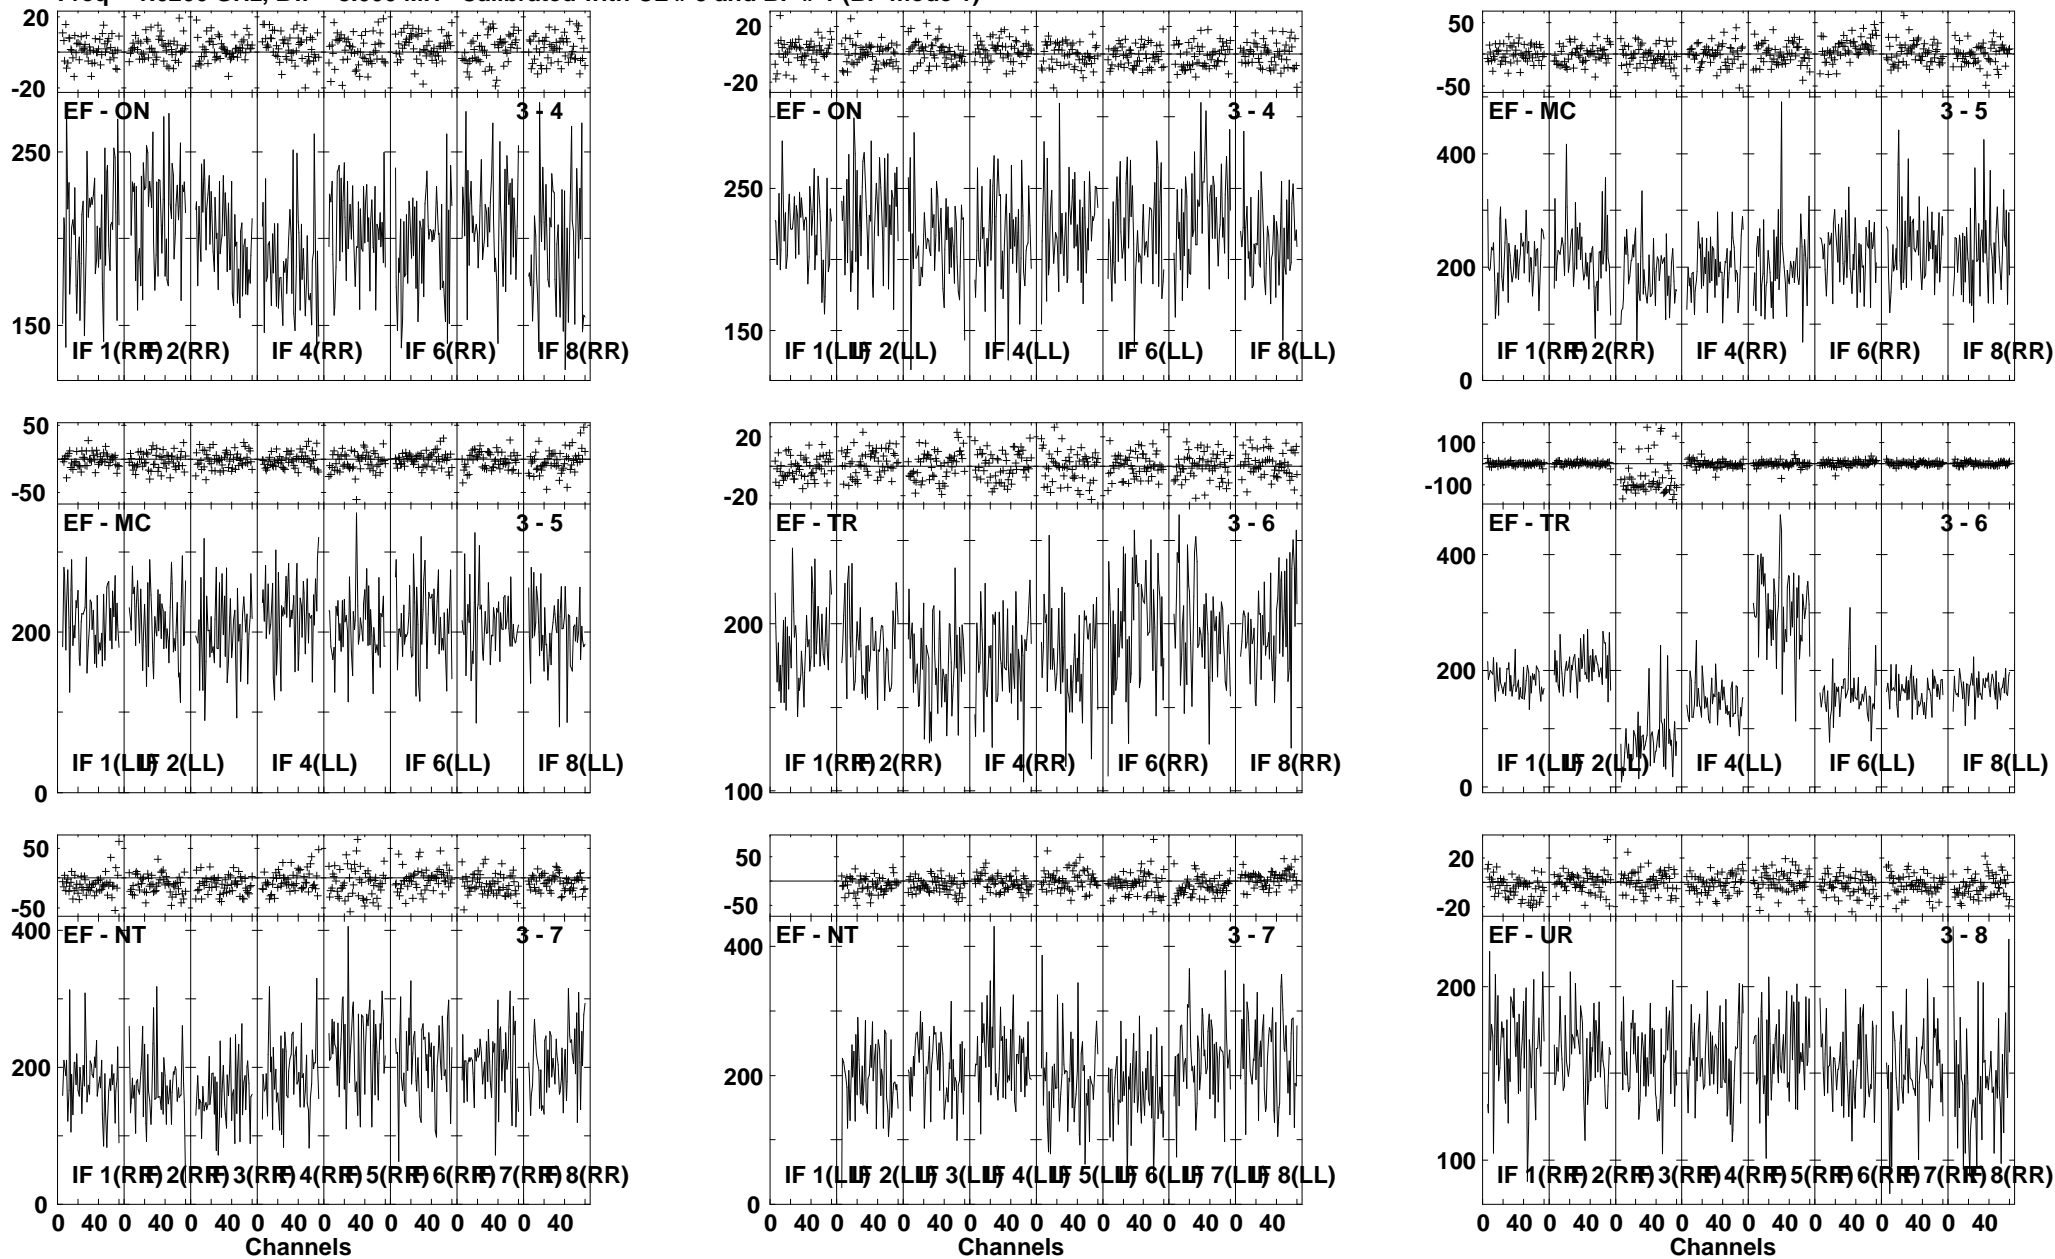 20
-20
EF - ON 3 - 4
250
150
IF 1(RR) IF 2(RR) IF 4(RR) IF 6(RR) IF 8(RR)
20
-20
EF - ON 3 - 4
250
150
IF 1(LL) IF 2(LL) IF 4(LL) IF 6(LL) IF 8(LL)
50
-50
EF - MC 3 - 5
400
200
0
IF 1(RR) IF 2(RR) IF 4(RR) IF 6(RR) IF 8(RR)
50
-50
EF - MC 3 - 5
200
0
IF 1(LL) IF 2(LL) IF 4(LL) IF 6(LL) IF 8(LL)
20
-20
EF - TR 3 - 6
200
100
IF 1(RR) IF 2(RR) IF 4(RR) IF 6(RR) IF 8(RR)
100
-100
EF - TR 3 - 6
400
200
0
IF 1(LL) IF 2(LL) IF 4(LL) IF 6(LL) IF 8(LL)
50
-50
400
EF - NT 3 - 7
200
0
IF 1(RR) IF 2(RR) IF 3(RR) IF 4(RR) IF 5(RR) IF 6(RR) IF 7(RR) IF 8(RR)
0 40 0 40 0 40 0 40 0 40 0 40 0 40 0 40
Channels
50
-50
EF - NT 3 - 7
400
200
0
IF 1(LL) IF 2(LL) IF 3(LL) IF 4(LL) IF 5(LL) IF 6(LL) IF 7(LL) IF 8(LL)
0 40 0 40 0 40 0 40 0 40 0 40 0 40 0 40
Channels
20
-20
EF - UR 3 - 8
200
100
IF 1(RR) IF 2(RR) IF 3(RR) IF 4(RR) IF 5(RR) IF 6(RR) IF 7(RR) IF 8(RR)
0 40 0 40 0 40 0 40 0 40 0 40 0 40 0 40
Channels